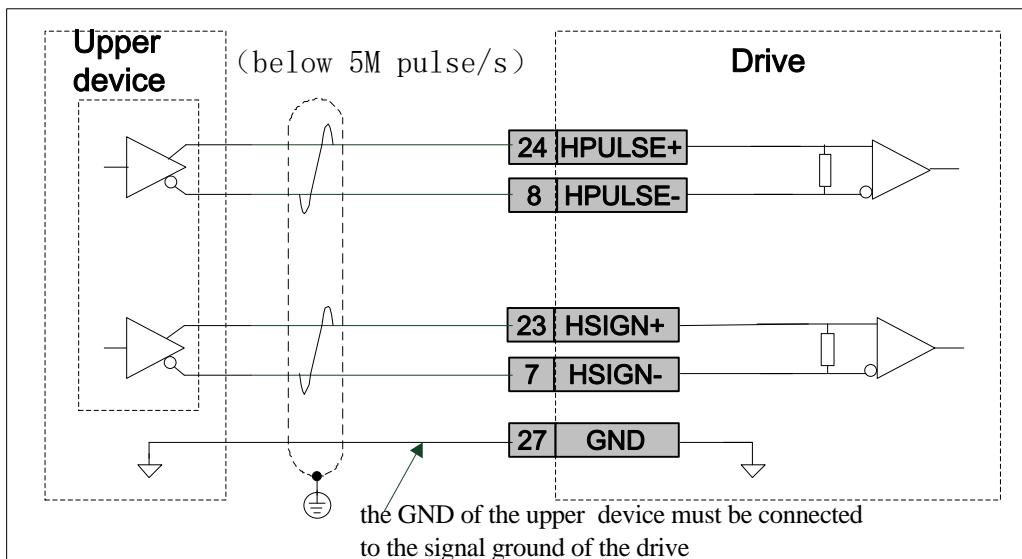 Upper
device
（below 5M pulse/s）
Drive
24 HPULSE+
8 HPULSE-
23 HSIGN+
7 HSIGN-
27 GND
the GND of the upper device must be connected
to the signal ground of the drive